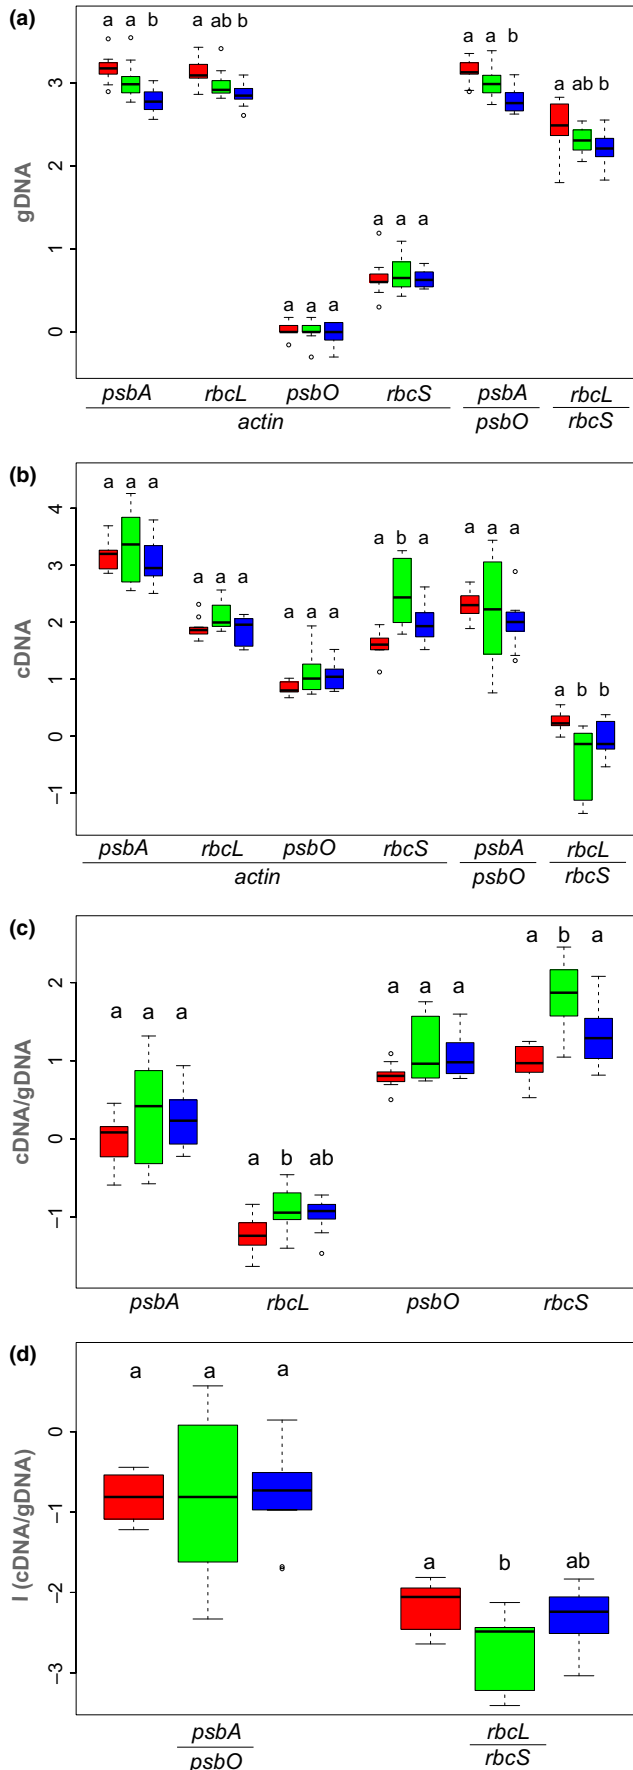 (a)
gDNA
3
2
1
0
a a b
a ab b
a a a
a a a
a a b
a ab b
psbA rbcL psbO rbcS psbA rbcL
actin psbO rbcS
(b)
cDNA
4
3
2
1
0
−1
a a a
a a a
a a a
a b a
a a a
a b b
psbA rbcL psbO rbcS psbA rbcL
actin psbO rbcS
(c)
cDNA/gDNA
2
1
0
−1
a a a
a b ab
a a a
a b a
psbA rbcL psbO rbcS
(d)
I (cDNA/gDNA)
0
−1
−2
−3
a a a
a b ab
psbA rbcL
psbO rbcS